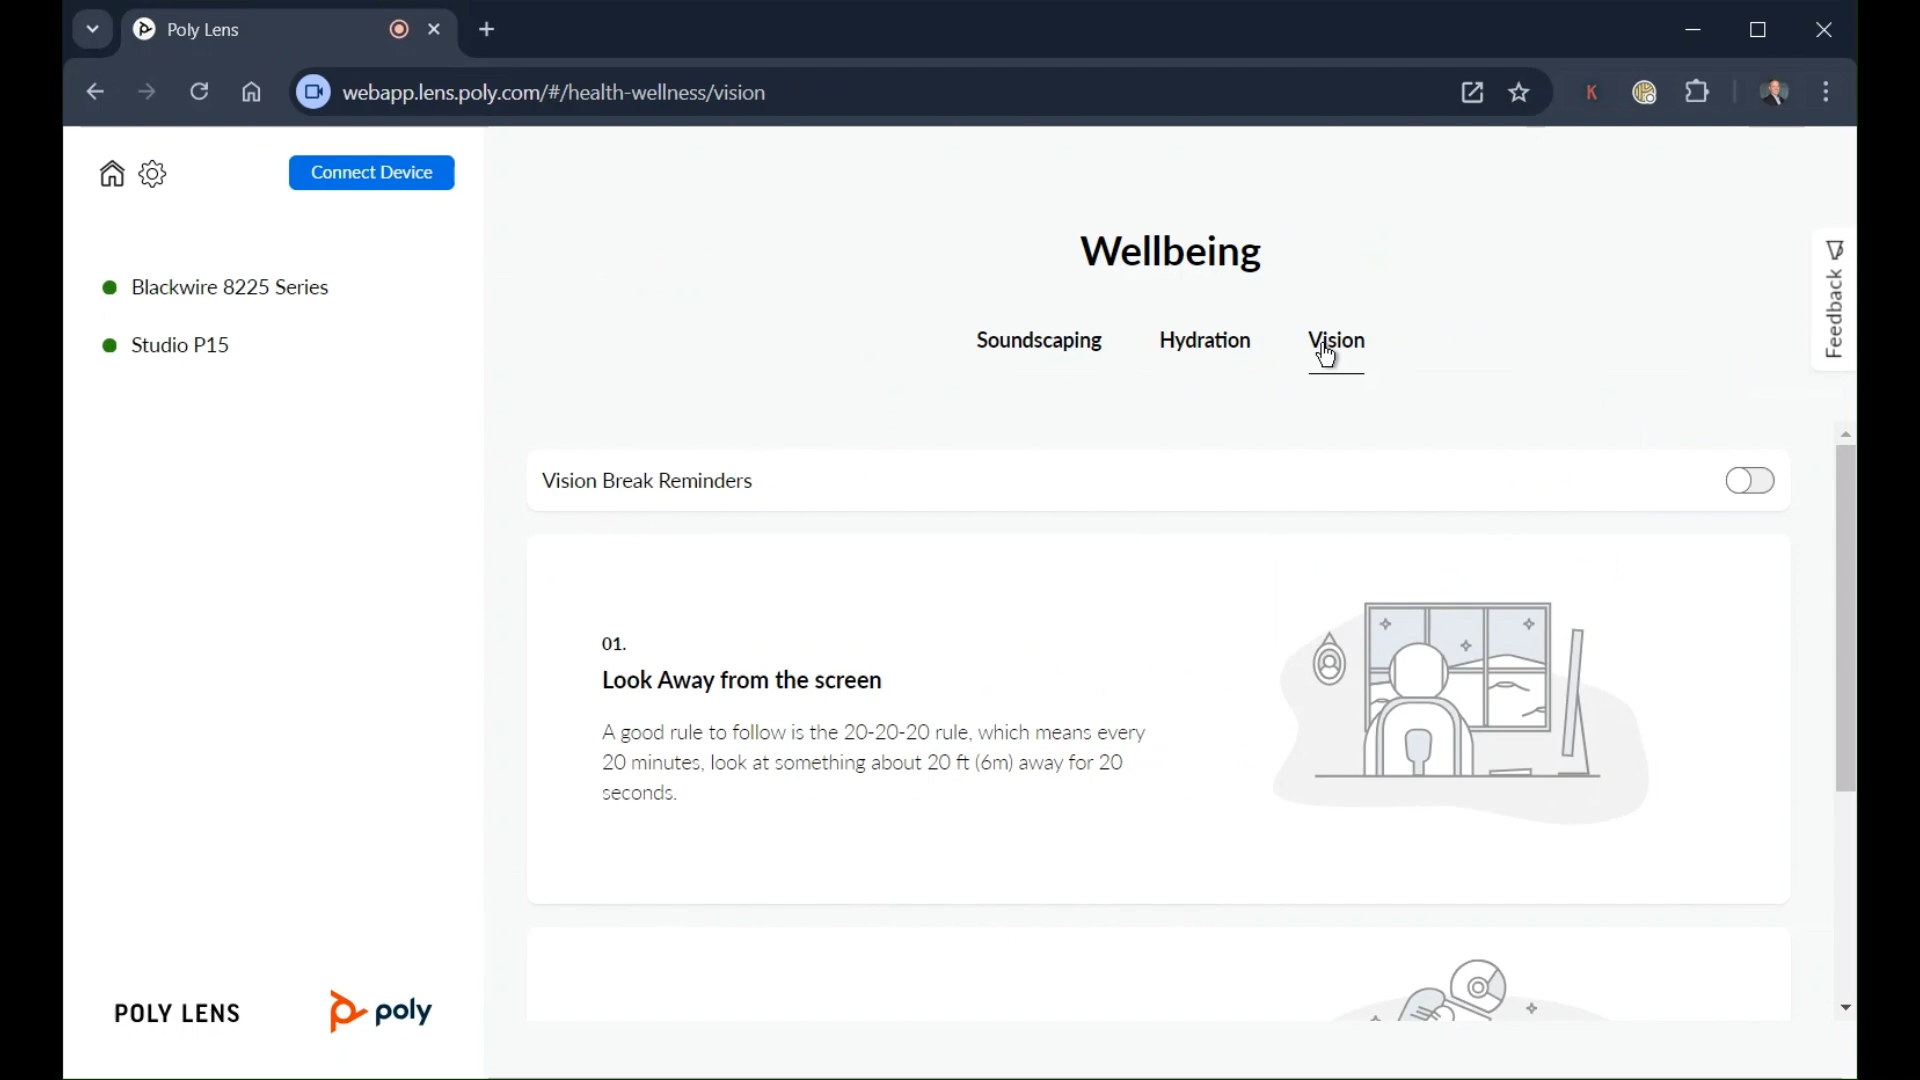 Poly Lens
webapp.lens.poly.com/#/health-wellness/vision
K
Connect Device
Blackwire 8225 Series
Studio P15
Wellbeing
Soundscaping Hydration Vision
Feedback
Vision Break Reminders
01.
Look Away from the screen
A good rule to follow is the 20-20-20 rule, which means every
20 minutes, look at something about 20 ft (6m) away for 20
seconds.
POLY LENS
poly